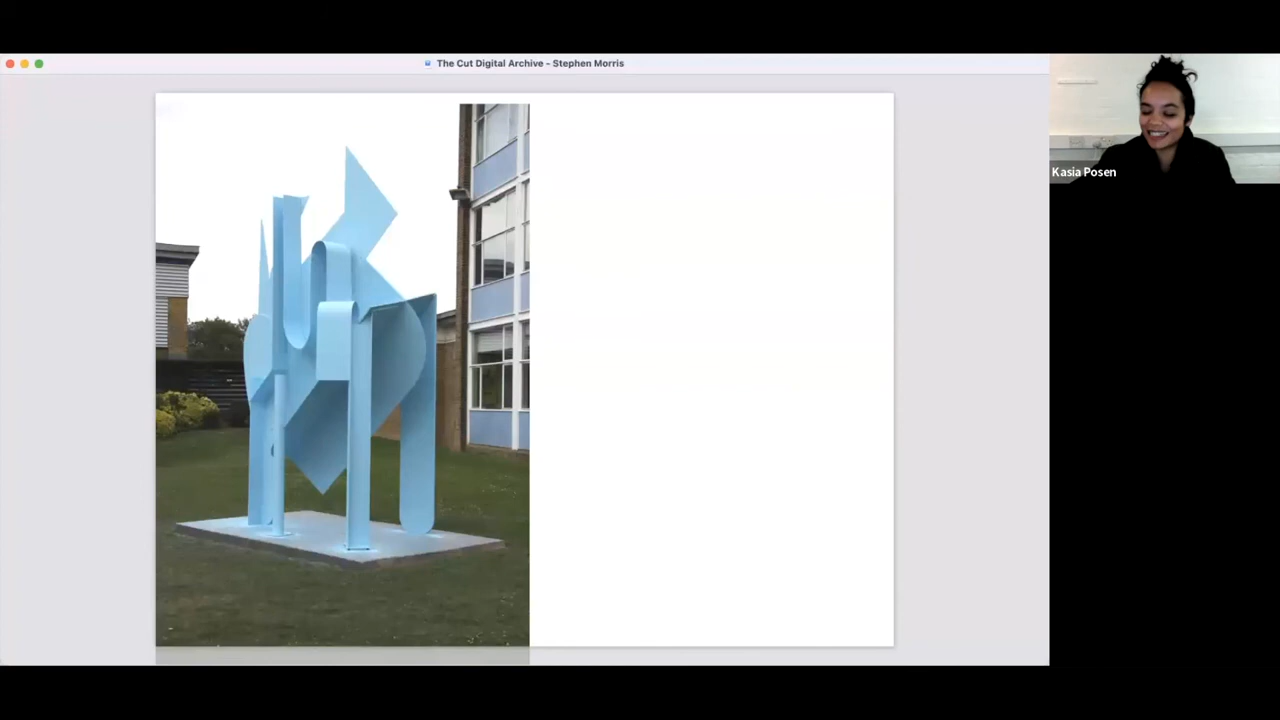 The Cut Digital Archive - Stephen Morris
Kasia Posen